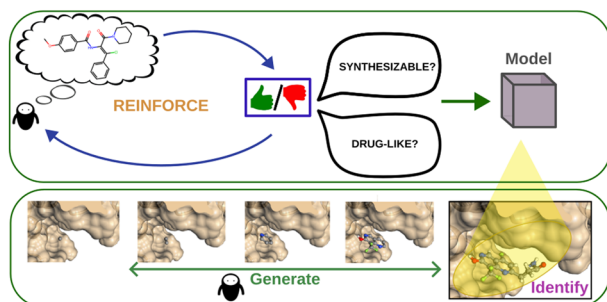 SYNTHESIZABLE?
Model
REINFORCE
DRUG-LIKE?
Generate
Identify